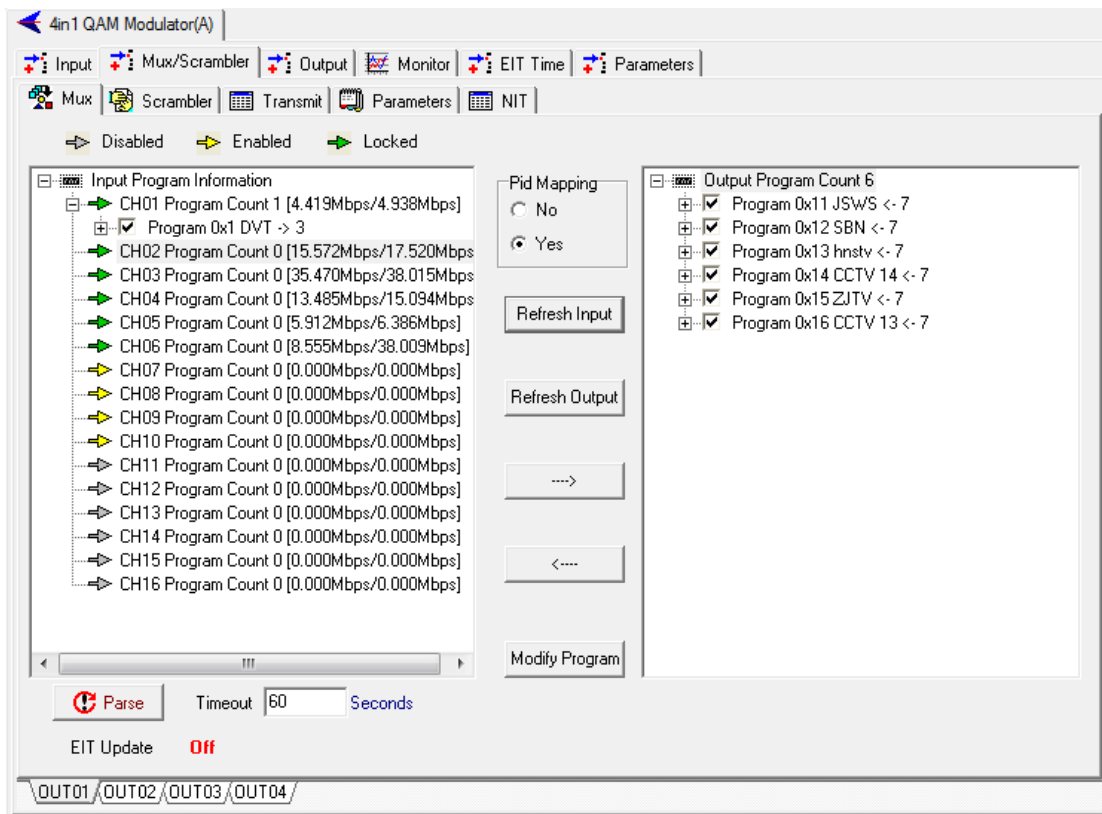 4in1 QAM Modulator(A)
Input Mux/Scrambler Output Monitor EIT Time Parameters
Mux Scrambler Transmit Parameters NIT
Disabled Enabled Locked
Input Program Information
CH01 Program Count 1 [4.419Mbps/4.938Mbps]
Program 0x1 DVT -> 3
CH02 Program Count 0 [15.572Mbps/17.520Mbps
CH03 Program Count 0 [35.470Mbps/38.015Mbps
CH04 Program Count 0 [13.485Mbps/15.094Mbps
CH05 Program Count 0 [5.912Mbps/6.386Mbps]
CH06 Program Count 0 [8.555Mbps/38.009Mbps]
CH07 Program Count 0 [0.000Mbps/0.000Mbps]
CH08 Program Count 0 [0.000Mbps/0.000Mbps]
CH09 Program Count 0 [0.000Mbps/0.000Mbps]
CH10 Program Count 0 [0.000Mbps/0.000Mbps]
CH11 Program Count 0 [0.000Mbps/0.000Mbps]
CH12 Program Count 0 [0.000Mbps/0.000Mbps]
CH13 Program Count 0 [0.000Mbps/0.000Mbps]
CH14 Program Count 0 [0.000Mbps/0.000Mbps]
CH15 Program Count 0 [0.000Mbps/0.000Mbps]
CH16 Program Count 0 [0.000Mbps/0.000Mbps]
Pid Mapping
No
Yes
Refresh Input
Refresh Output
---->
<----
Modify Program
Output Program Count 6
Program 0x11 JSWS <- 7
Program 0x12 SBN <- 7
Program 0x13 hnstv <- 7
Program 0x14 CCTV 14 <- 7
Program 0x15 ZJTV <- 7
Program 0x16 CCTV 13 <- 7
Parse Timeout 60 Seconds
EIT Update Off
OUT01 OUT02 OUT03 OUT04